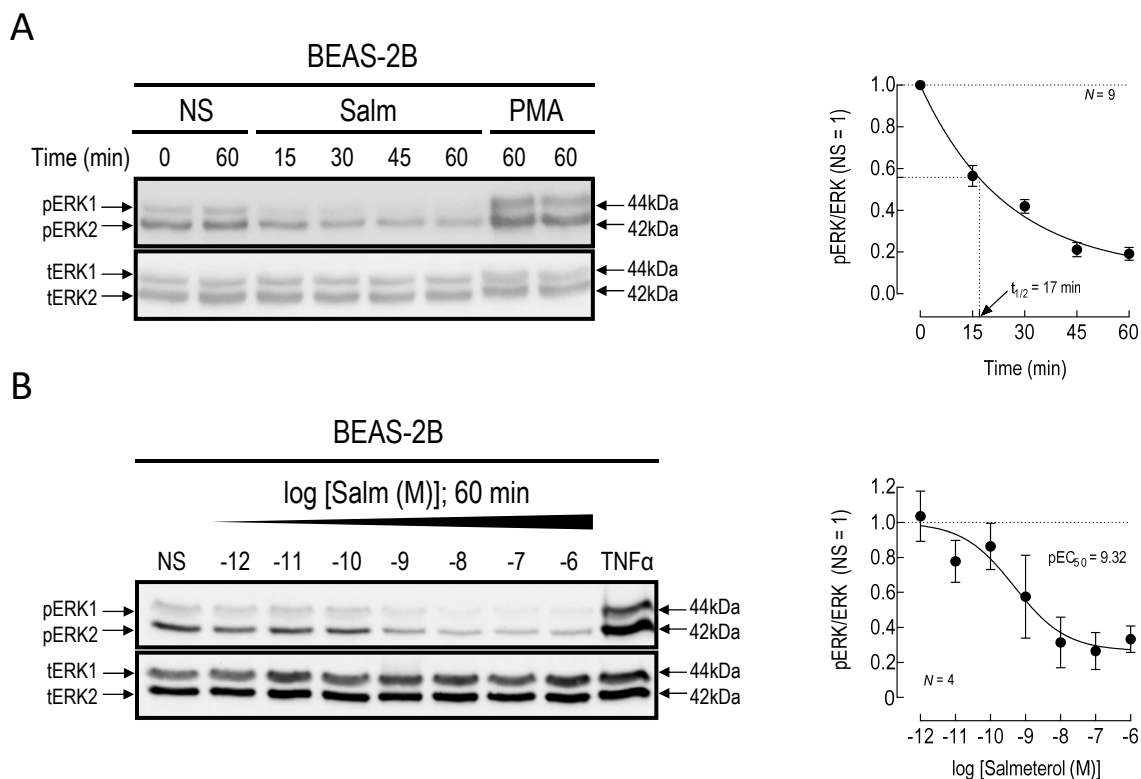 A
BEAS-2B
NS Salm PMA
Time (min) 0 60 15 30 45 60 60 60
pERK1 44kDa
pERK2 42kDa
tERK1 44kDa
tERK2 42kDa
pERK/ERK (NS = 1)
1.0
0.8
0.6
0.4
0.2
0.0
N = 9
t1/2 = 17 min
0 15 30 45 60
Time (min)
B
BEAS-2B
log [Salm (M)]; 60 min
NS -12 -11 -10 -9 -8 -7 -6 TNFα
pERK1 44kDa
pERK2 42kDa
tERK1 44kDa
tERK2 42kDa
pERK/ERK (NS = 1)
1.2
1.0
0.8
0.6
0.4
0.2
0
pEC50 = 9.32
N = 4
-12 -11 -10 -9 -8 -7 -6
log [Salmeterol (M)]